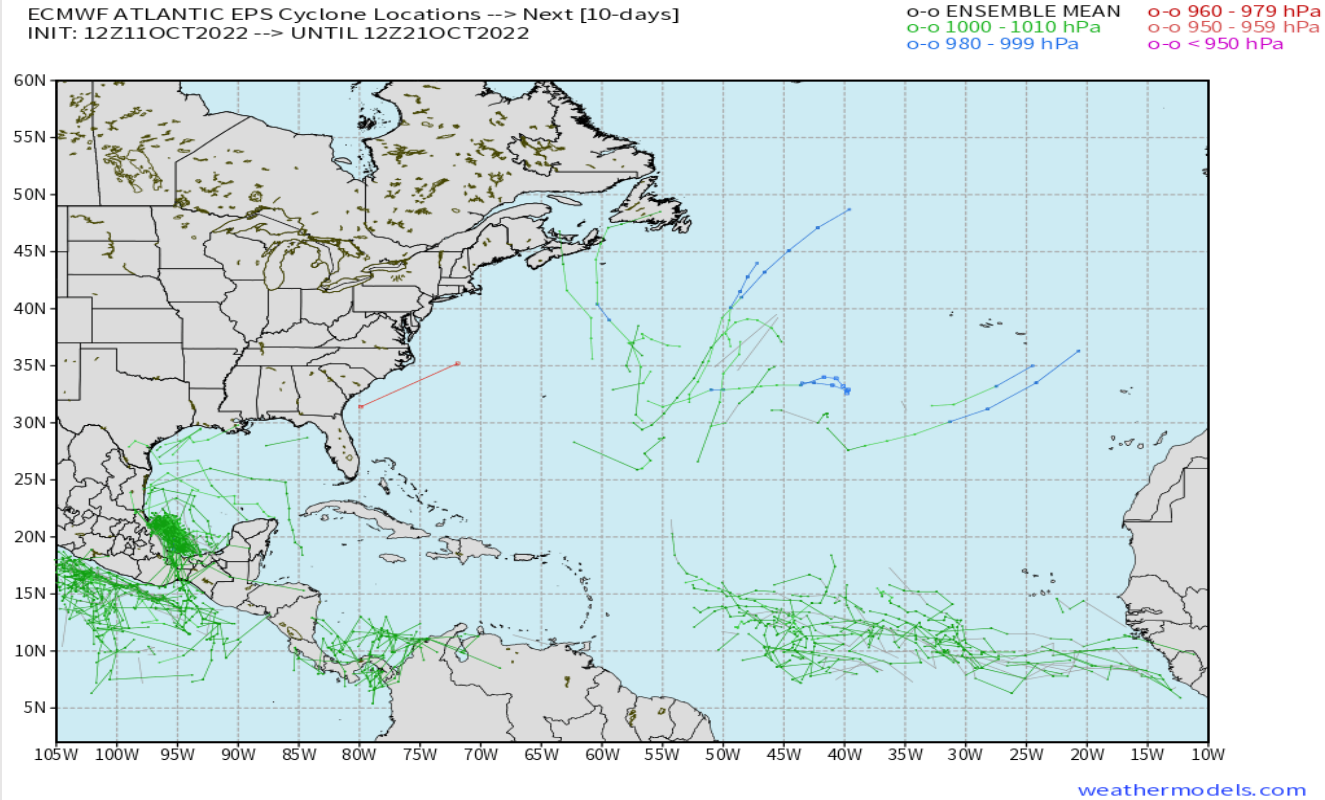 ECMWF ATLANTIC EPS Cyclone Locations --> Next [10-days]
INIT: 12Z11OCT2022 --> UNTIL 12Z21OCT2022
o-o ENSEMBLE MEAN
o-o 1000 - 1010 hPa
o-o 980 - 999 hPa
o-o 960 - 979 hPa
o-o 950 - 959 hPa
o-o < 950 hPa
60N
55N
50N
45N
40N
35N
30N
25N
20N
15N
10N
5N
105W 100W 95W 90W 85W 80W 75W 70W 65W 60W 55W 50W 45W 40W 35W 30W 25W 20W 15W 10W
weathermodels.com